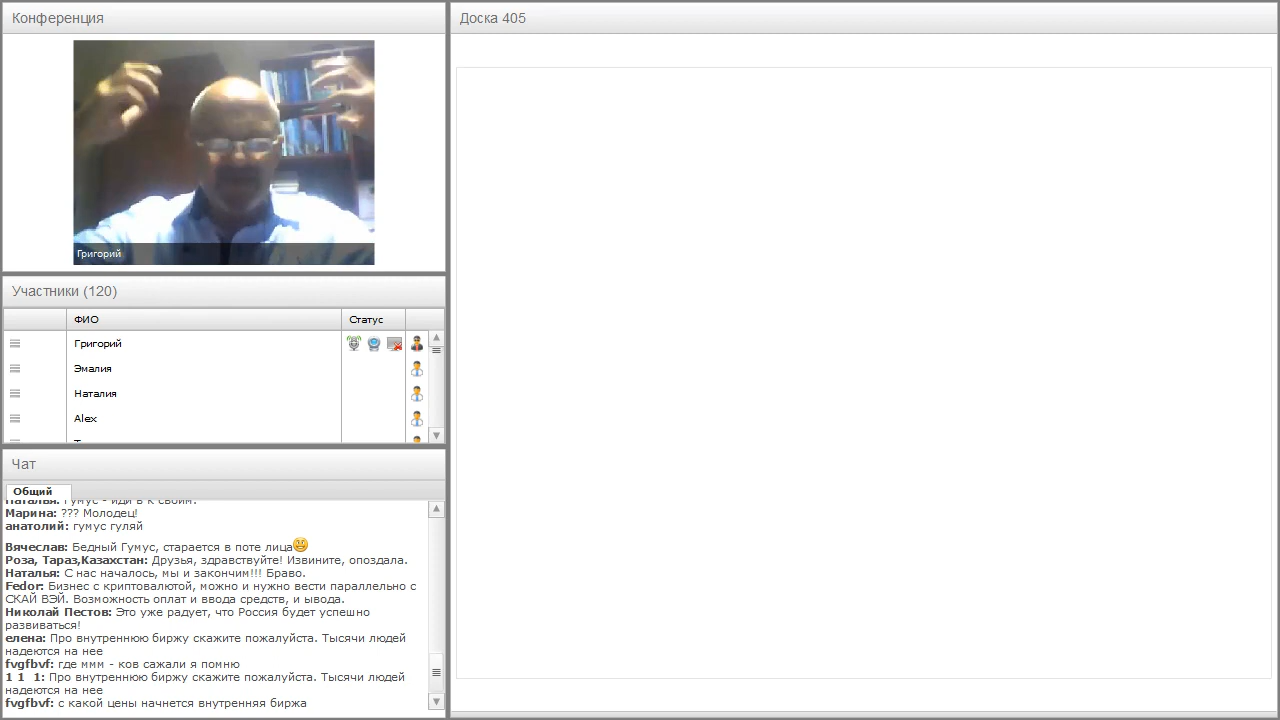 Конференция
Григорий
Участники (120)
ФИО
Статус
Григорий
Эмалия
Наталия
Alex
Чат
Общий
Наталья: Гумус - иди в к своим.
Марина: ??? Молодец!
анатолий: гумус гуляй
Вячеслав: Бедный Гумус, старается в поте лица
Роза, Тараз,Казахстан: Друзья, здравствуйте! Извините, опоздала.
Наталья: С нас началось, мы и закончим!!! Браво.
Fedor: Бизнес с криптовалютой, можно и нужно вести параллельно с
СКАЙ ВЭЙ. Возможность оплат и ввода средств, и вывода.
Николай Пестов: Это уже радует, что Россия будет успешно
развиваться!
елена: Про внутреннюю биржу скажите пожалуйста. Тысячи людей
надеются на нее
fvgfbvf: где ммм - ков сажали я помню
1 1 1: Про внутреннюю биржу скажите пожалуйста. Тысячи людей
надеются на нее
fvgfbvf: с какой цены начнется внутренняя биржа
Доска 405